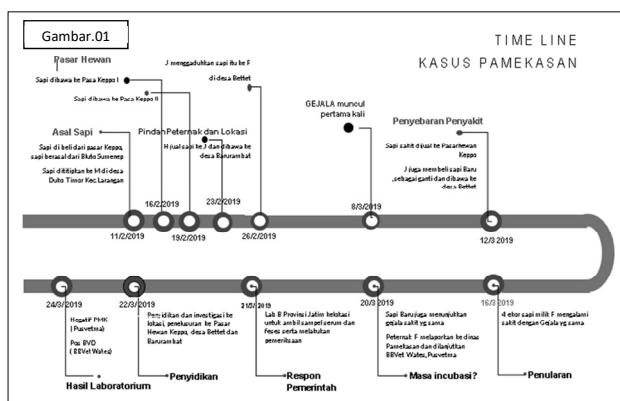 Gambar.01
TIME LINE
KASUS PAMEKASAN
Pasar Hewan
Sapi dibawa ke Pasa Keppo I
Sapi dibawa ke Pasa Keppo II
J menggaduhkan sapi itu ke F
di desa Bettet
Asal Sapi
Sapi di beli dari pasar Keppo,
sapi berasal dari Bluto Sumenep
Sapi dititipkan ke M di desa
Duko Timor Kec.Larangan
Pindah Peternak dan Lokasi
H jual sapi ke J dan dibawa ke
desa Barurambat
GEJALA muncul
pertama kali
Penyebaran Penyakit
Sapi sakit dijual ke Pasar hewan
Keppo
J juga membeli sapi Baru
,sebagai ganti dan dibawa ke
desa Bettet
11/2/2019
16/2/2019
19/2/2019
23/2/2019
26/2/2019
8/3/2019
12/3 2019
24/3/2019
22/3/2019
21/3/2019
20/3 2019
16/3 2019
Negatif PMK
( Pusvetma)
Pos BVD
( BBVet Wates)
Hasil Laboratorium
Penyidikan dan investigasi ke
lokasi, penelusuran ke Pasar
Hewan Keppo, desa Bettet dan
Barurambat
Penyidikan
Lab B Provinsi Jatim ke lokasi
untuk ambil sampel serum dan
Feses serta melakukan
pemeriksaan
Respon
Pemerintah
Sapi Baru juga menunjukan
gejala sakit yg sama
Peternak F melaporkan ke dinas
Pamekasan dan dilanjutkan
BBVet Wates, Pusvetma
Masa incubasi?
4 ekor sapi milik F mengalami
sakit dengan Gejala yg sama
Penularan